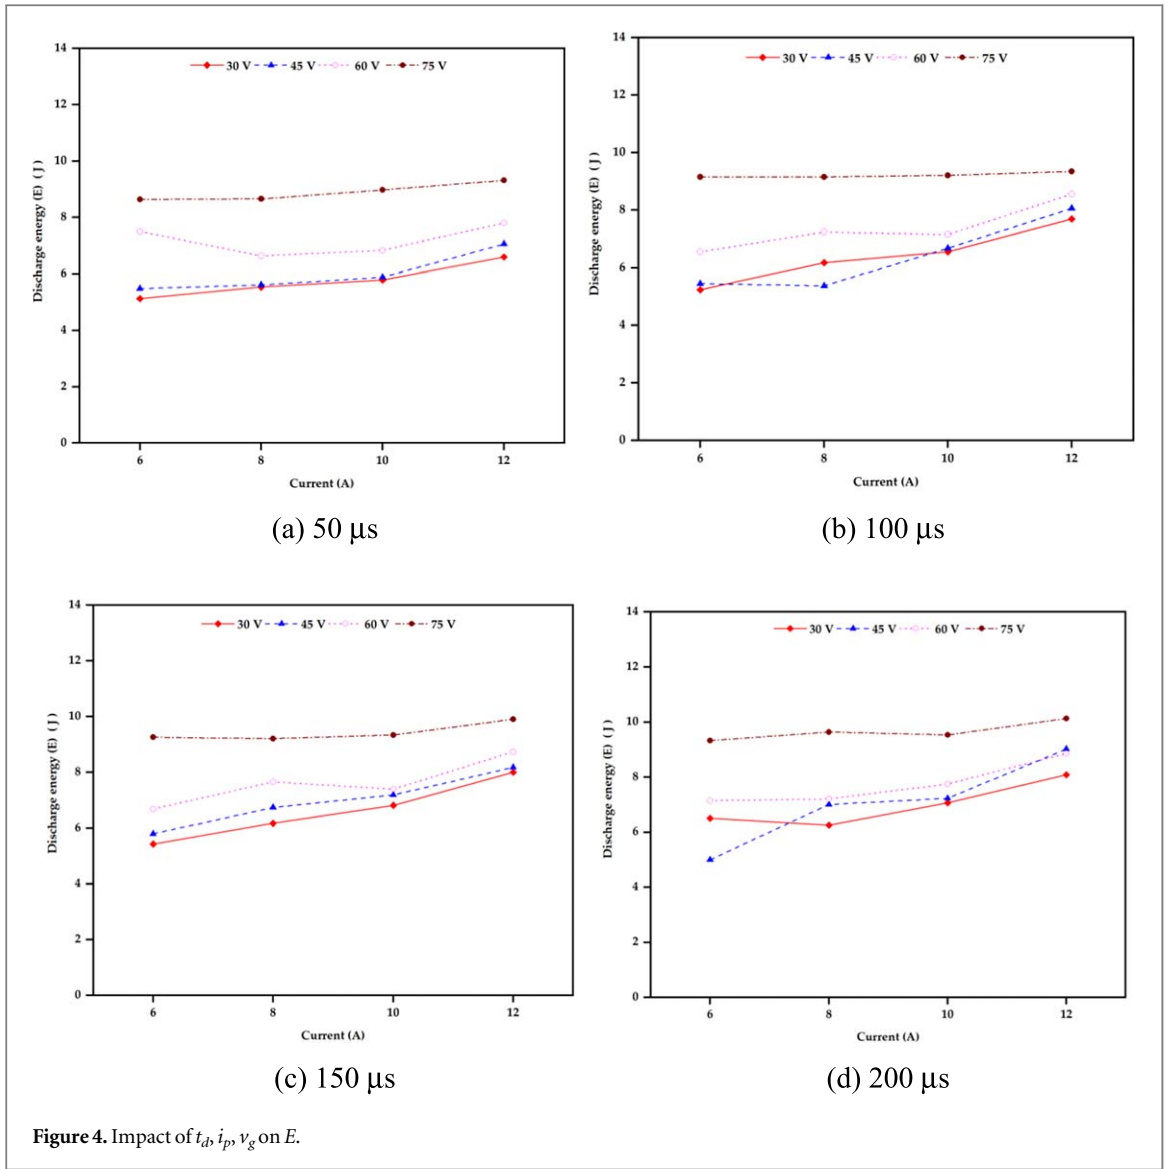 14
12
10
8
6
4
2
0
30 V 45 V 60 V 75 V
Discharge energy (E) ( J )
6 8 10 12
Current (A)
(a) 50 µs
14
12
10
8
6
4
2
0
30 V 45 V 60 V 75 V
Discharge energy (E) ( J )
6 8 10 12
Current (A)
(b) 100 µs
14
12
10
8
6
4
2
0
30 V 45 V 60 V 75 V
Discharge energy (E) ( J )
6 8 10 12
Current (A)
(c) 150 µs
14
12
10
8
6
4
2
0
30 V 45 V 60 V 75 V
Discharge energy (E) ( J )
6 8 10 12
Current (A)
(d) 200 µs
Figure 4. Impact of t_d, i_p, v_g on E.